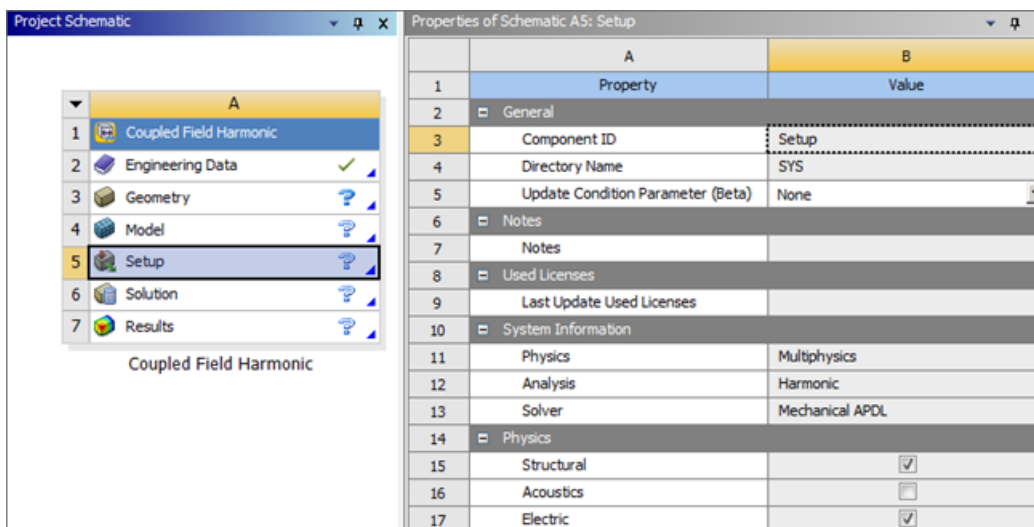 Project Schematic
A
1 Coupled Field Harmonic
2 Engineering Data
3 Geometry
4 Model
5 Setup
6 Solution
7 Results
Coupled Field Harmonic
Properties of Schematic A5: Setup
A B
1 Property Value
2 General
3 Component ID Setup
4 Directory Name SYS
5 Update Condition Parameter (Beta) None
6 Notes
7 Notes
8 Used Licenses
9 Last Update Used Licenses
10 System Information
11 Physics Multiphysics
12 Analysis Harmonic
13 Solver Mechanical APDL
14 Physics
15 Structural
16 Acoustics
17 Electric